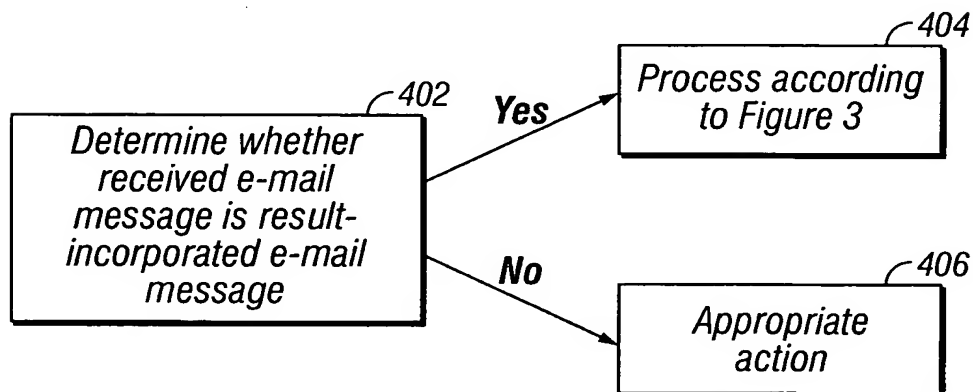 402
Determine whether
received e-mail
message is result-
incorporated e-mail
message
Yes
404
Process according
to Figure 3
No
406
Appropriate
action